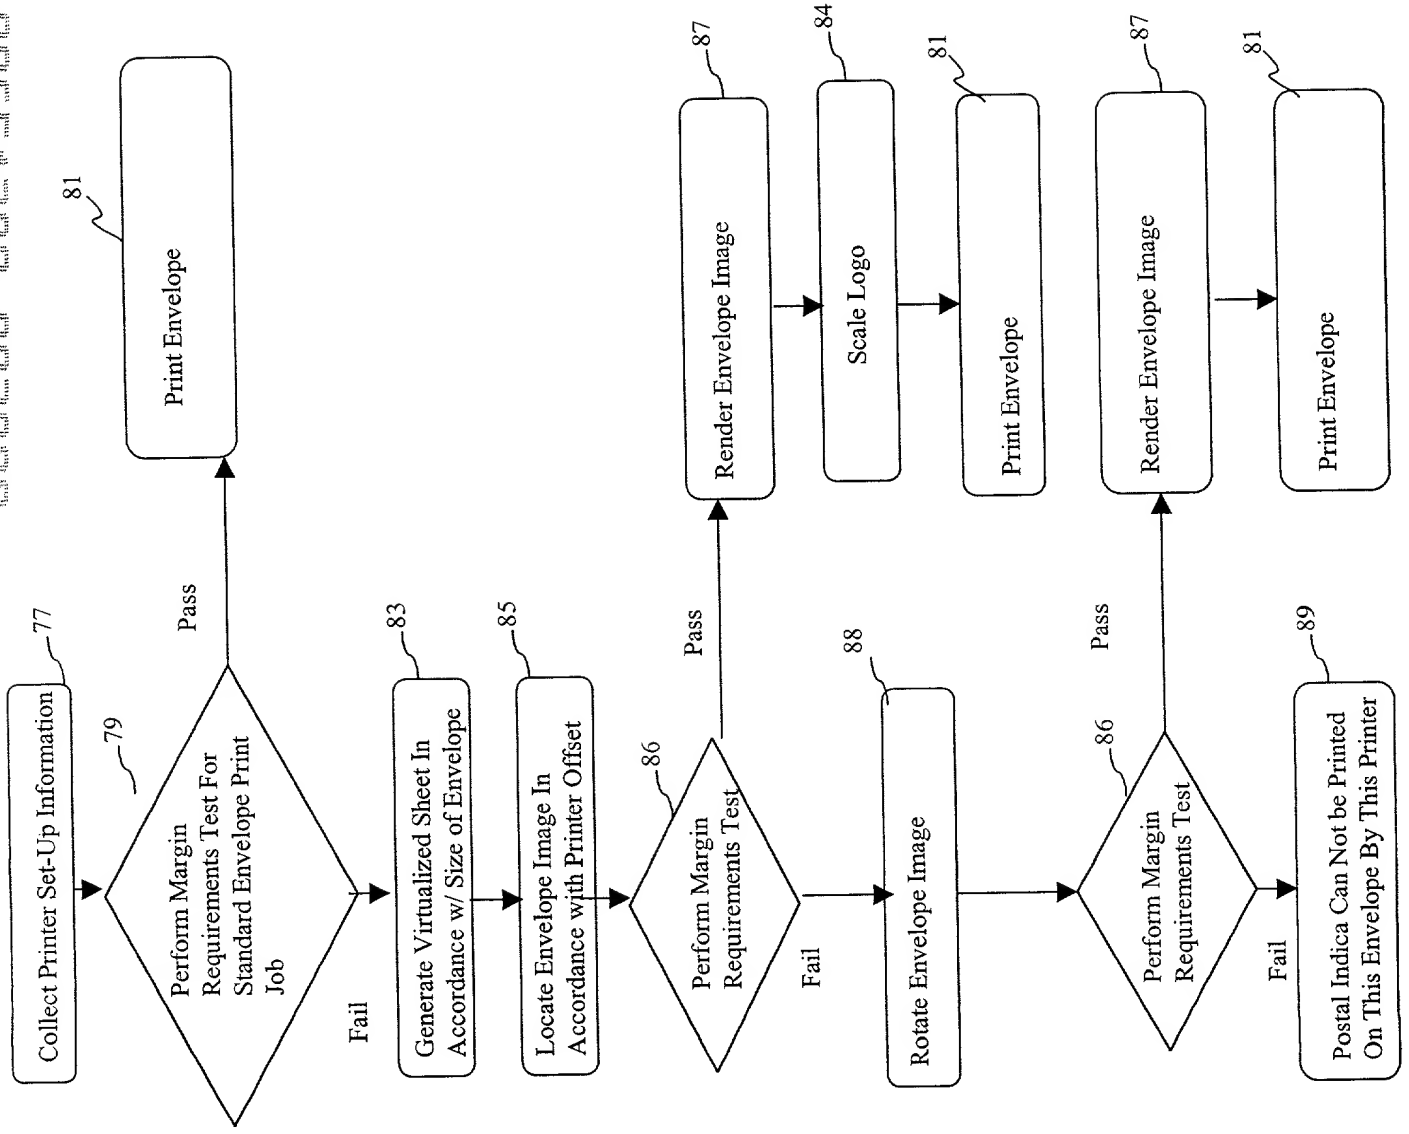 Collect Printer Set-Up Information
77
79
Perform Margin
Requirements Test For
Standard Envelope Print
Job
Pass
81
Print Envelope
Fail
83
Generate Virtualized Sheet In
Accordance w/ Size of Envelope
85
Locate Envelope Image In
Accordance with Printer Offset
86
Perform Margin
Requirements Test
Pass
87
Render Envelope Image
84
Scale Logo
81
Print Envelope
Fail
88
Rotate Envelope Image
86
Perform Margin
Requirements Test
Pass
87
Render Envelope Image
81
Print Envelope
Fail
89
Postal Indica Can Not be Printed
On This Envelope By This Printer